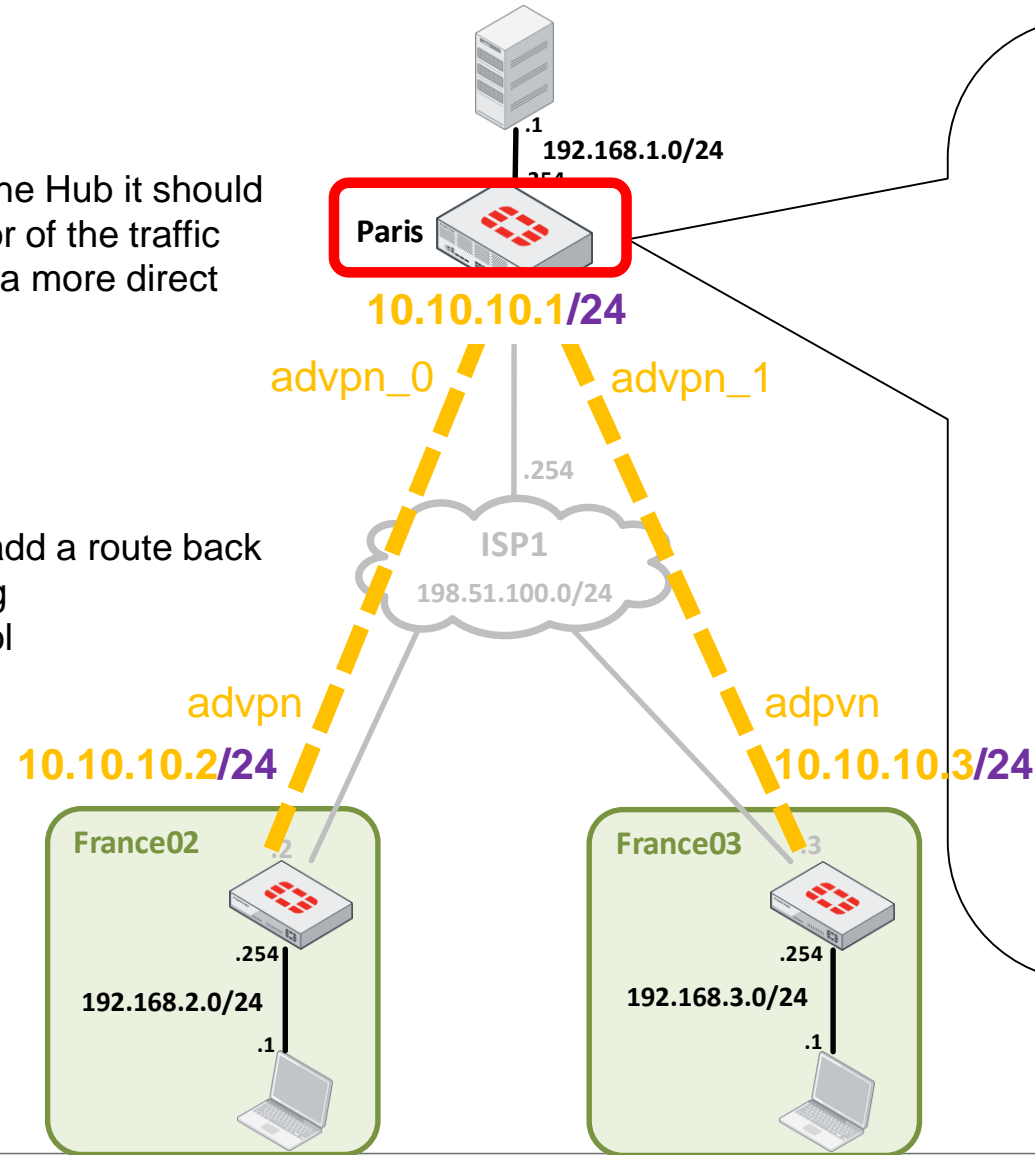 .1
192.168.1.0/24
.254
ne Hub it should
or of the traffic
a more direct
Paris
10.10.10.1/24
advpn_0
advpn_1
.254
ISP1
198.51.100.0/24
add a route back
g
ol
advpn
adpvn
10.10.10.2/24
10.10.10.3/24
France02
.2
France03
.3
.254
192.168.2.0/24
.1
.254
192.168.3.0/24
.1